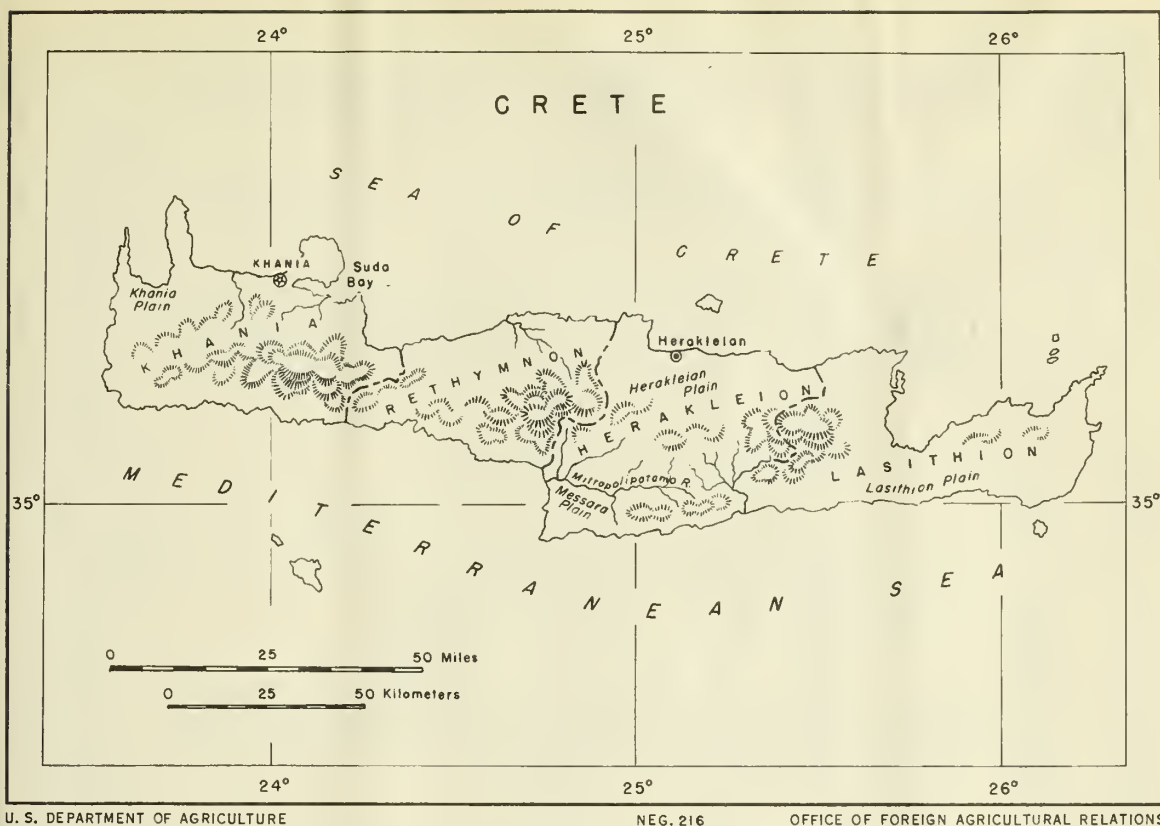 24° 25° 26°
CRETE
SEA OF CRETE
KHANIA
Suda
Bay
Khania
Plain
KHANIA
Herakleian
RETHYMNON
Herakleian
Plain
HERAKLEION
LASITHION
Lasithion Plain
Mitropolipotamo R.
Messara
Plain
35° 35°
MEDITERRANEAN SEA
0 25 50 Miles
0 25 50 Kilometers
24° 25° 26°
U. S. DEPARTMENT OF AGRICULTURE NEG. 216 OFFICE OF FOREIGN AGRICULTURAL RELATIONS